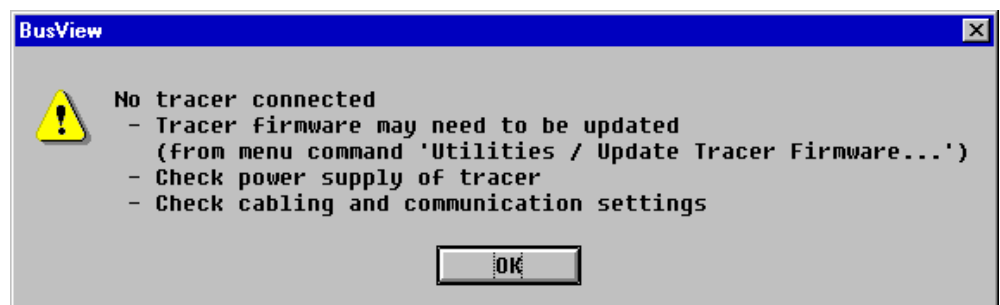 BusView
No tracer connected
- Tracer firmware may need to be updated
(from menu command 'Utilities / Update Tracer Firmware...')
- Check power supply of tracer
- Check cabling and communication settings
OK